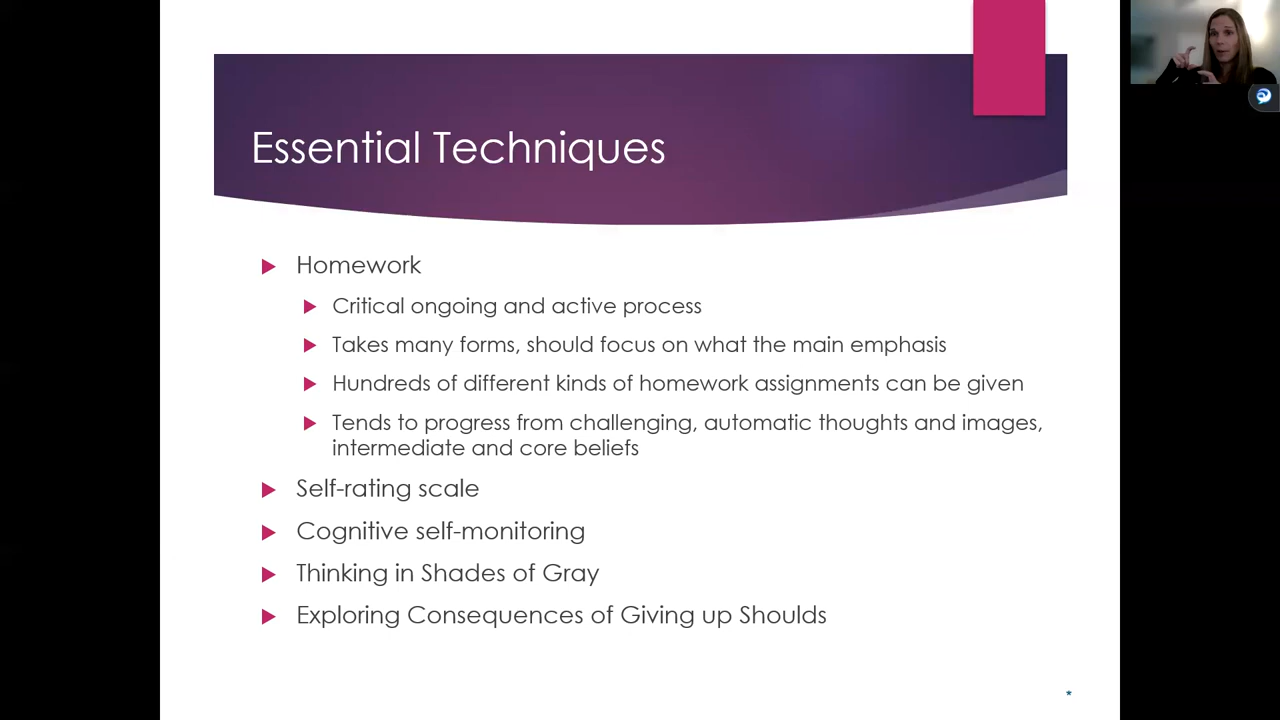 Essential Techniques
Homework
Critical ongoing and active process
Takes many forms, should focus on what the main emphasis
Hundreds of different kinds of homework assignments can be given
Tends to progress from challenging, automatic thoughts and images,
intermediate and core beliefs
Self-rating scale
Cognitive self-monitoring
Thinking in Shades of Gray
Exploring Consequences of Giving up Shoulds
*